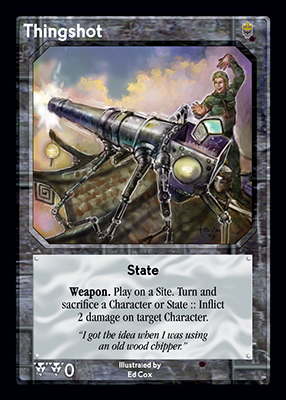 Thingshot
State
Weapon. Play on a Site. Turn and
sacrifice a Character or State :: Inflict
2 damage on target Character.
"I got the idea when I was using
an old wood chipper."
Illustrated by
Ed Cox
0